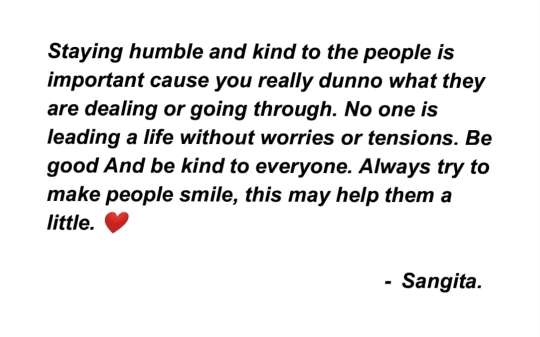 Staying humble and kind to the people is
important cause you really dunno what they
are dealing or going through. No one is
leading a life without worries or tensions. Be
good And be kind to everyone. Always try to
make people smile, this may help them a
little. ❤️
- Sangita.